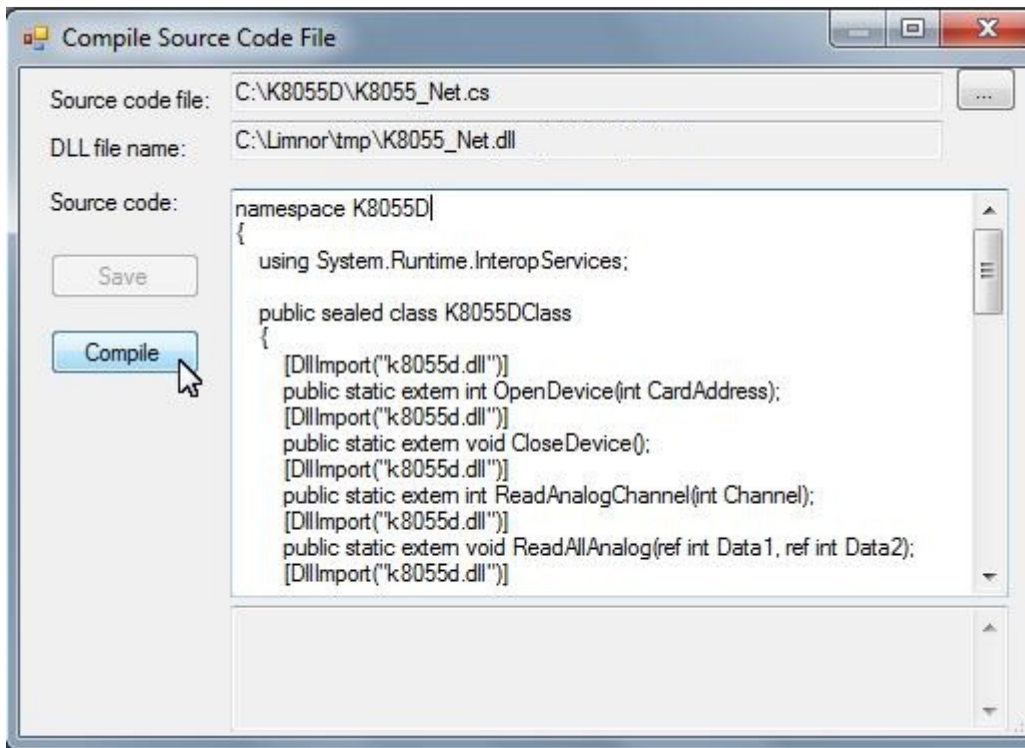 Compile Source Code File
Source code file: C:\K8055D\K8055_Net.cs ...
DLL file name: C:\Limnor\tmp\K8055_Net.dll
Source code:
namespace K8055D
{
using System.Runtime.InteropServices;
Save
public sealed class K8055DClass
{
Compile
[DllImport("k8055d.dll")]
public static extern int OpenDevice(int CardAddress);
[DllImport("k8055d.dll")]
public static extern void CloseDevice();
[DllImport("k8055d.dll")]
public static extern int ReadAnalogChannel(int Channel);
[DllImport("k8055d.dll")]
public static extern void ReadAllAnalog(ref int Data1, ref int Data2);
[DllImport("k8055d.dll")]